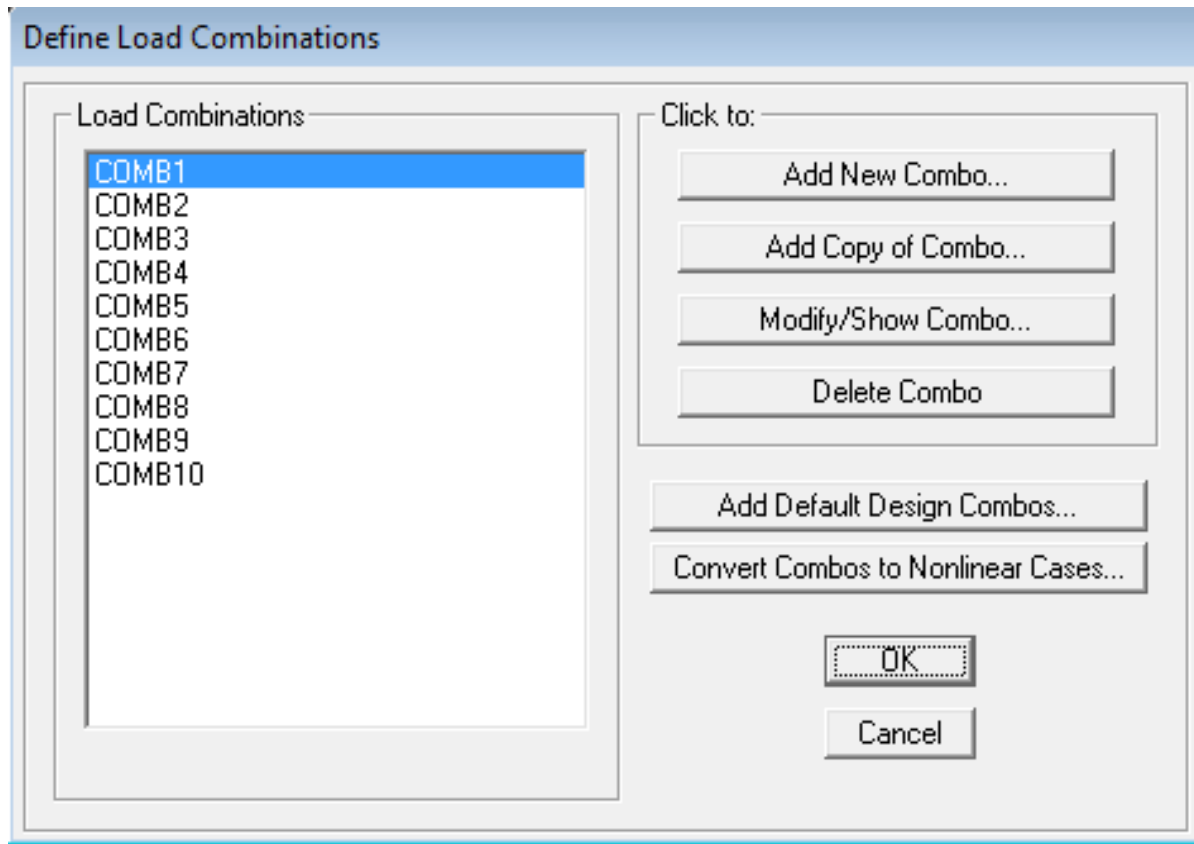 Define Load Combinations
Load Combinations
COMB1
COMB2
COMB3
COMB4
COMB5
COMB6
COMB7
COMB8
COMB9
COMB10
Click to:
Add New Combo...
Add Copy of Combo...
Modify/Show Combo...
Delete Combo
Add Default Design Combos...
Convert Combos to Nonlinear Cases...
OK
Cancel